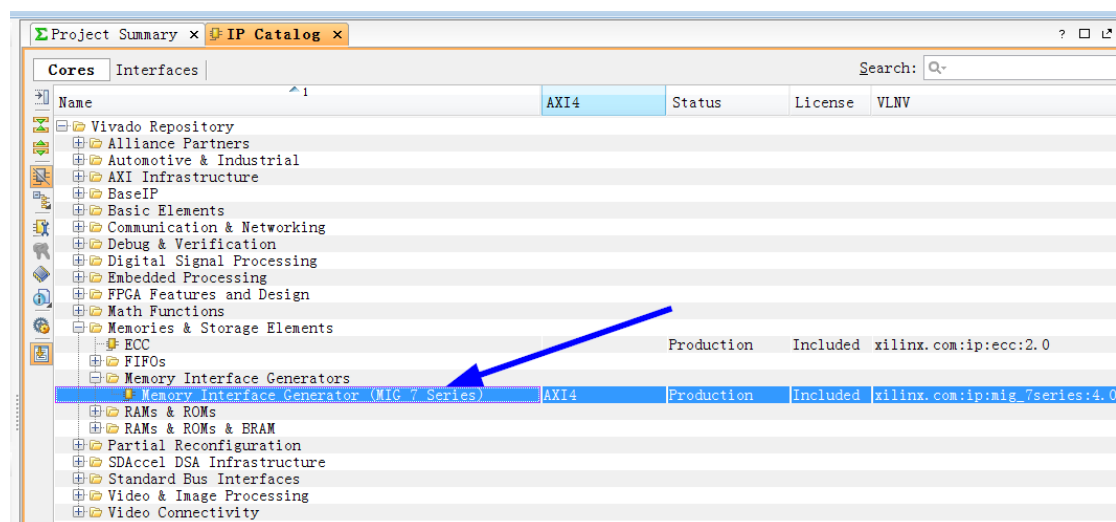 Project Summary × IP Catalog × ?
Cores Interfaces Search: Q-
Name 1 AXI4 Status License VLNV
Vivado Repository
Alliance Partners
Automotive & Industrial
AXI Infrastructure
BaseIP
Basic Elements
Communication & Networking
Debug & Verification
Digital Signal Processing
Embedded Processing
FPGA Features and Design
Math Functions
Memories & Storage Elements
ECC Production Included xilinx.com:ip:ecc:2.0
FIFOs
Memory Interface Generators
Memory Interface Generator (MIG 7 Series) AXI4 Production Included xilinx.com:ip:mig_7series:4.0
RAMs & ROMs
RAMs & ROMs & BRAM
Partial Reconfiguration
SDAccel DSA Infrastructure
Standard Bus Interfaces
Video & Image Processing
Video Connectivity